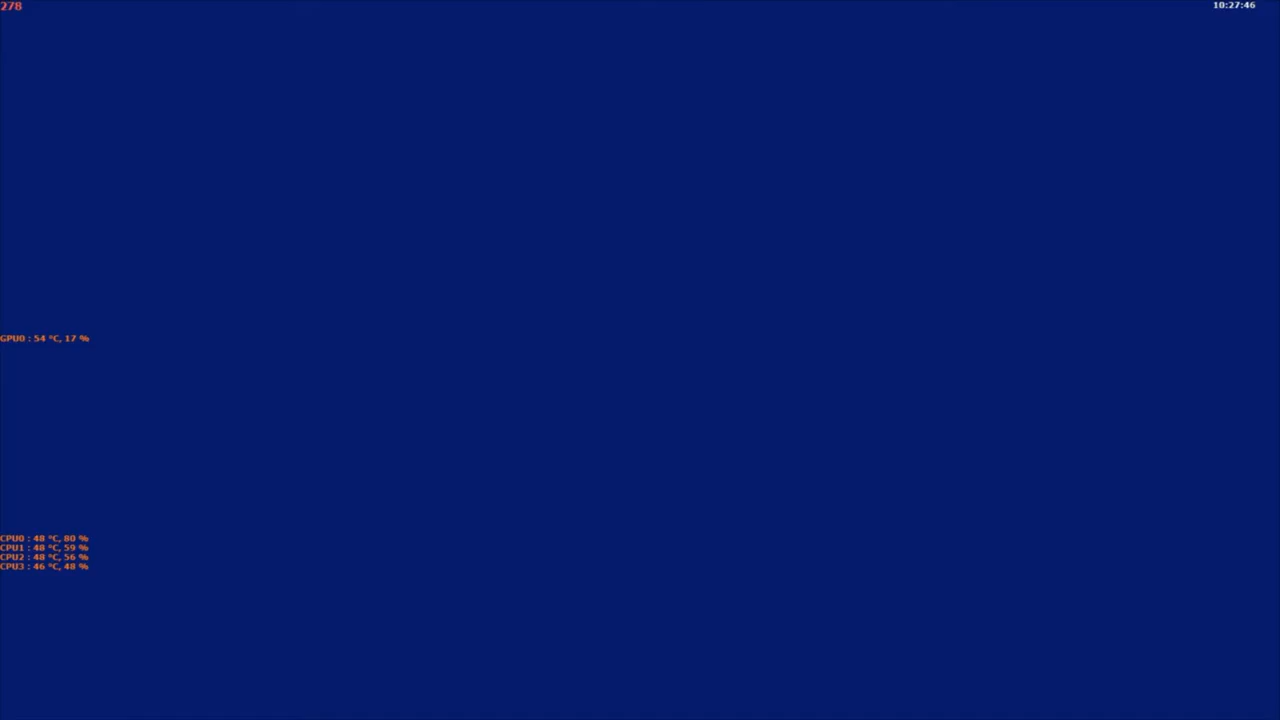 278
10:27:46
GPU0 : 54 °C, 17 %
CPU0 : 48 °C, 80 %
CPU1 : 48 °C, 59 %
CPU2 : 48 °C, 56 %
CPU3 : 46 °C, 48 %